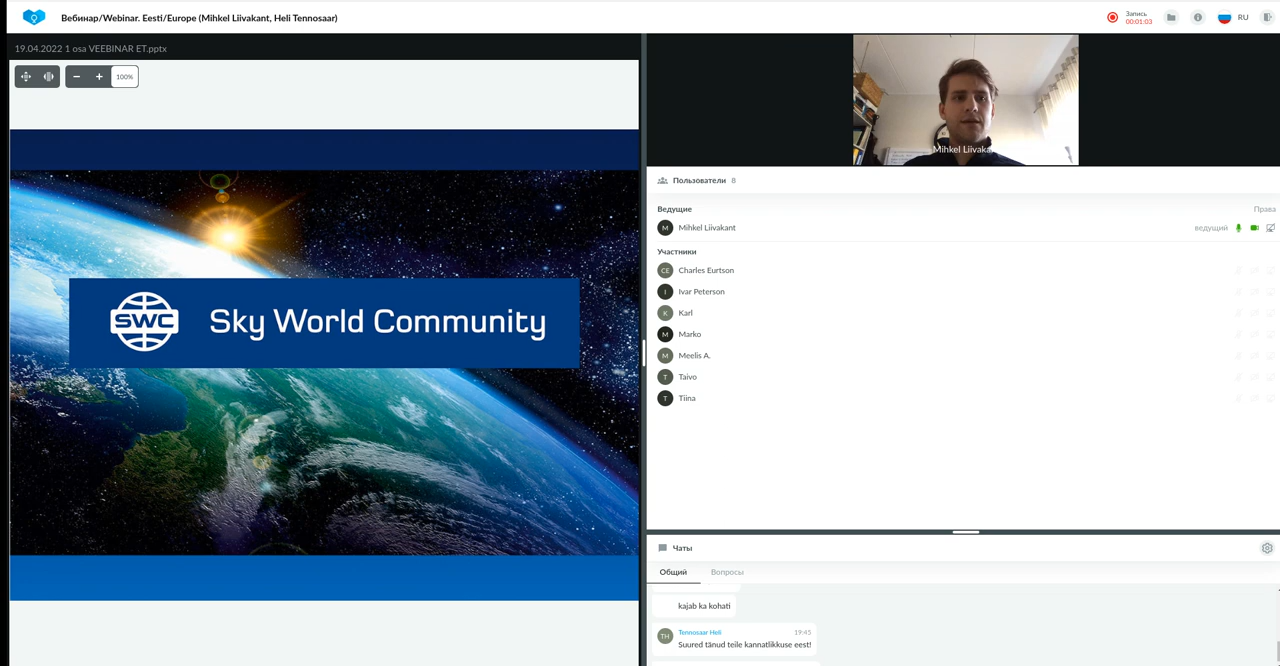 Вебинар/Webinar. Eesti/Europe (Mihkel Liivakant, Heli Tennosaar)
Запись
00:01:03
RU
19.04.2022 1 osa VEEBINAR ET.pptx
100%
SWC Sky World Community
Mihkel Liivaka
Пользователи 8
Ведущие Права
M Mihkel Liivakant ведущий
Участники
CE Charles Eurtson
I Ivar Peterson
K Karl
M Marko
M Meelis A.
T Taivo
T Tiina
Чаты
Общий Вопросы
kajab ka kohati
TH Tennosaar Heli 19:45
Suured tänud teile kannatlikkuse eest!